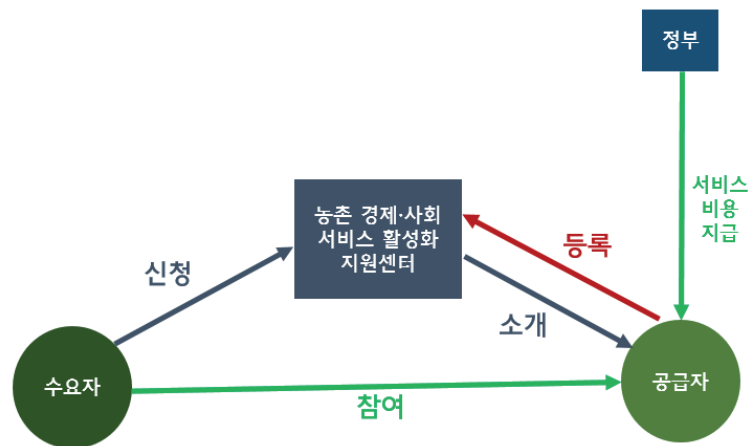 정부
서비스
비용
지급
농촌 경제·사회
서비스 활성화
지원센터
등록
신청
소개
수요자
공급자
참여